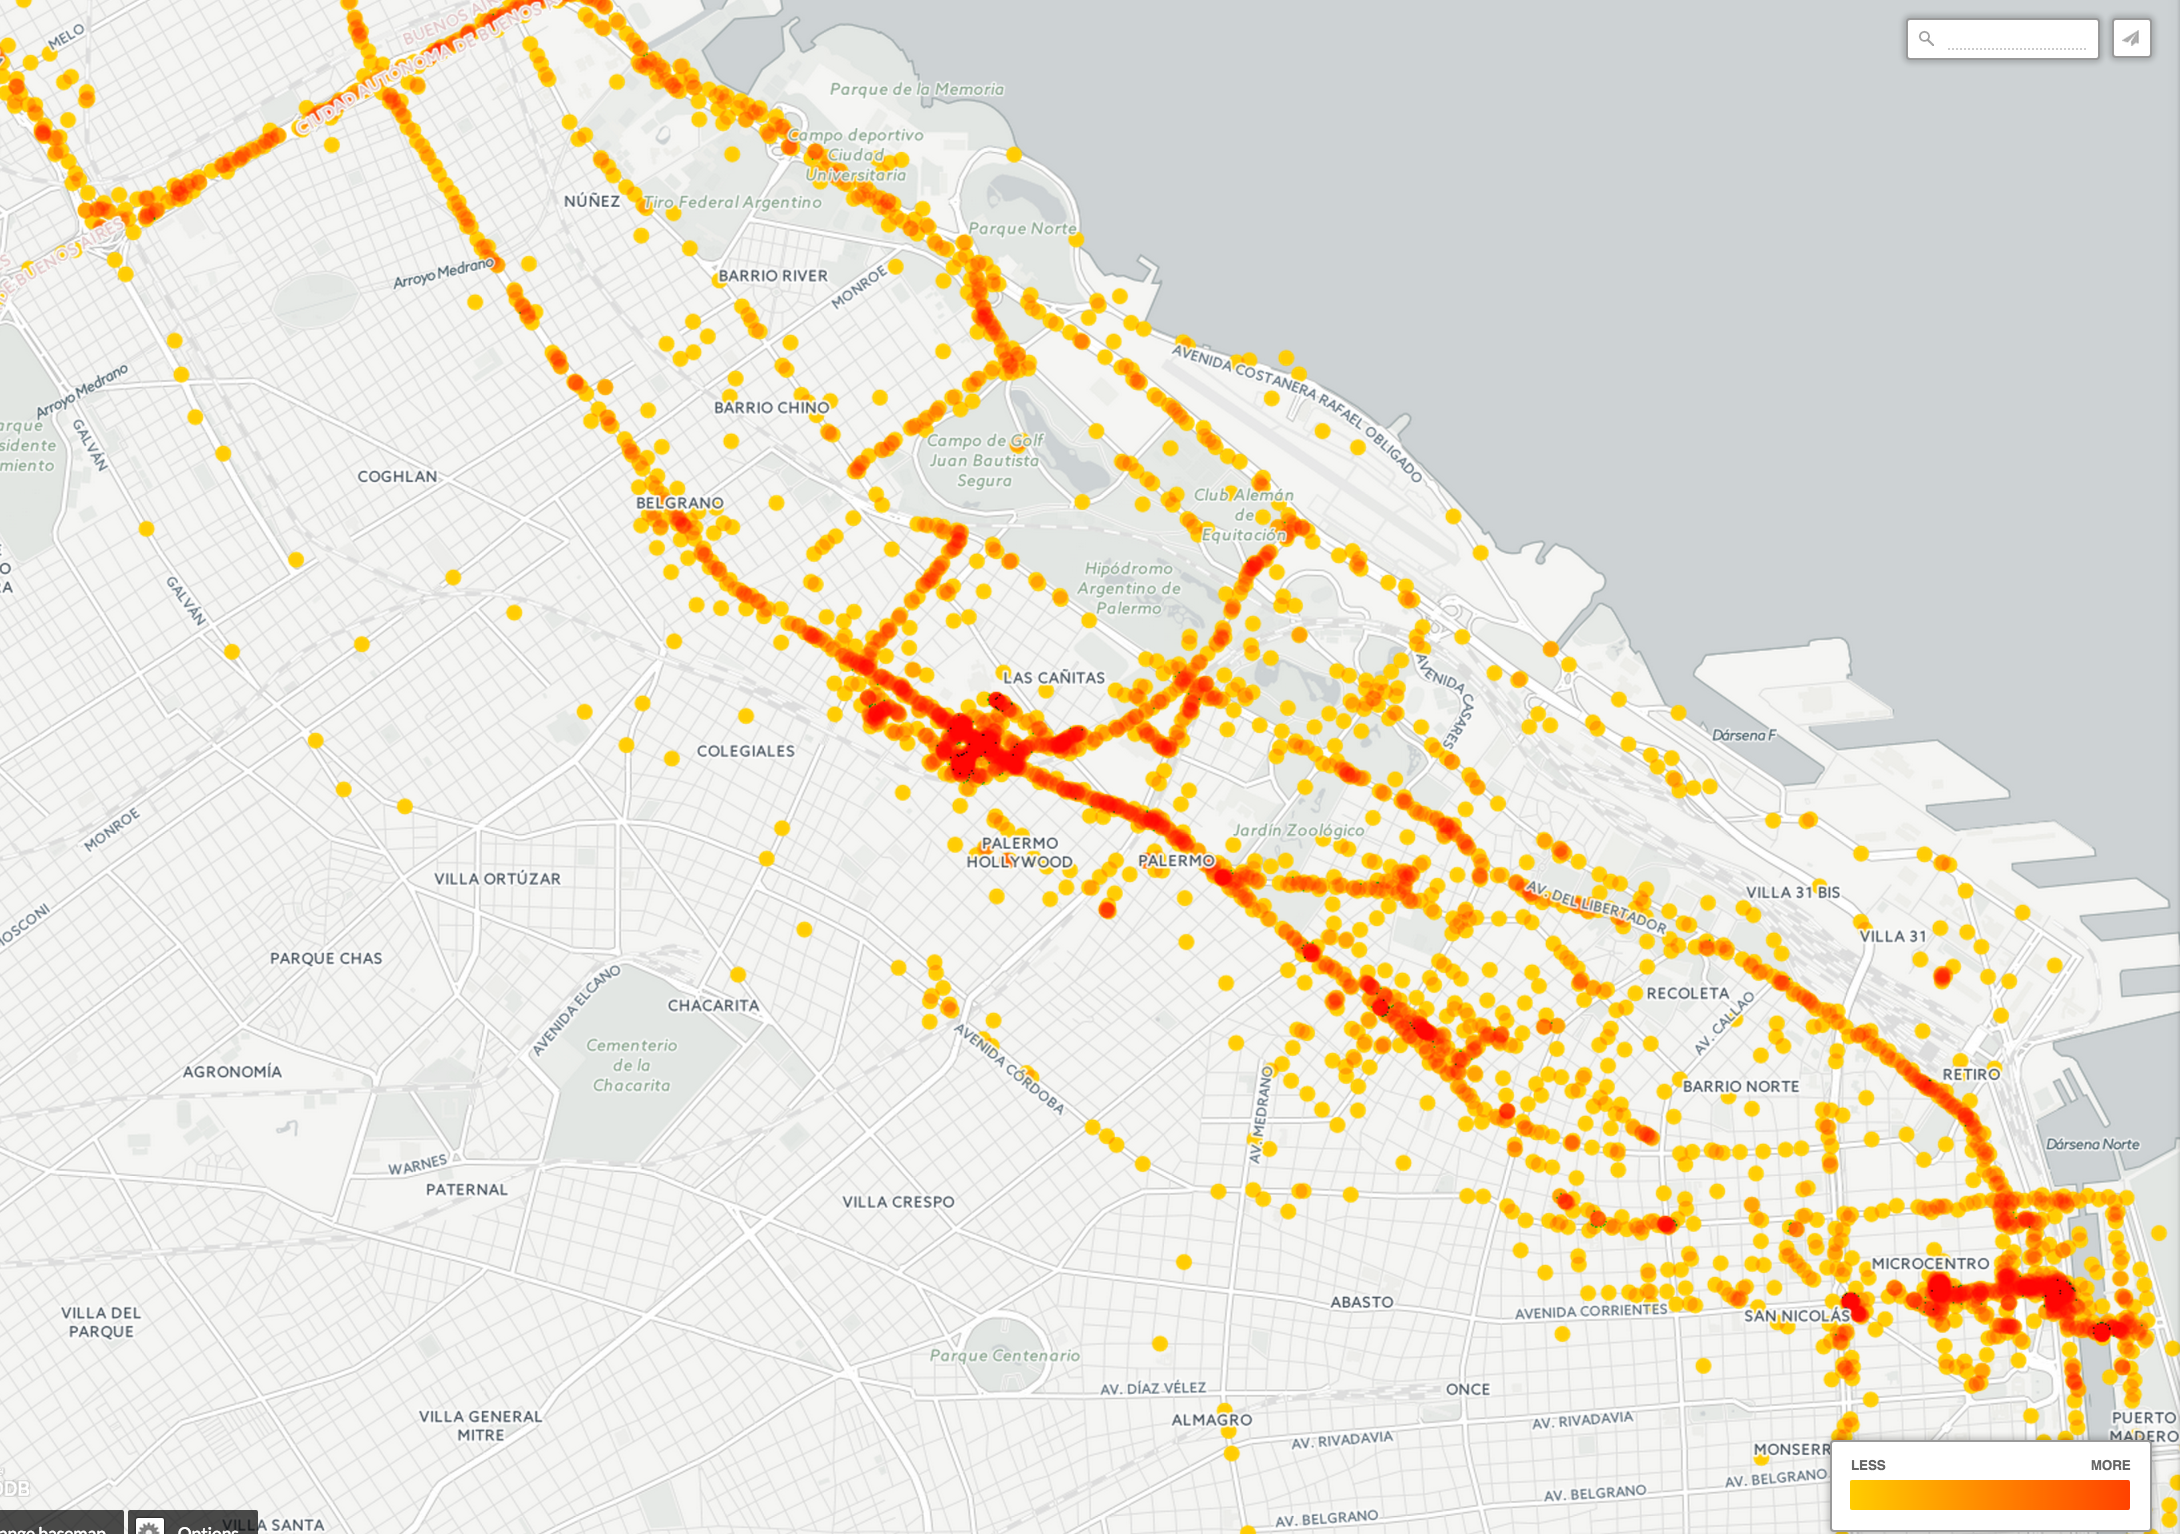 MELO
BUENOS AIRES
CIUDAD AUTÓNOMA DE BUENOS AIRES
Parque de la Memoria
Campo deportivo
Ciudad
Universitaria
NÚÑEZ
Tiro Federal Argentino
Parque Norte
DE BUENOS AIRES
Arroyo Medrano
BARRIO RIVER
MONROE
AVENIDA COSTANERA RAFAEL OBLIGADO
Arroyo Medrano
BARRIO CHINO
GALVÁN
Campo de Golf
Juan Bautista
Segura
COGHLAN
BELGRANO
Club Alemán
de
Equitación
Hipódromo
Argentino de
Palermo
GALVÁN
LAS CAÑITAS
AVENIDA CASARES
COLEGIALES
Dársena F
MONROE
Jardín Zoológico
PALERMO
HOLLYWOOD
PALERMO
VILLA ORTÚZAR
AV. DEL LIBERTADOR
VILLA 31 BIS
VILLA 31
PARQUE CHAS
AVENIDA ELCANO
CHACARITA
RECOLETA
AV. CALLAO
Cementerio
de la
Chacarita
AVENIDA CÓRDOBA
AGRONOMÍA
RETIRO
BARRIO NORTE
AV. MEDRANO
Dársena Norte
WARNES
PATERNAL
VILLA CRESPO
MICROCENTRO
ABASTO
AVENIDA CORRIENTES
SAN NICOLÁS
VILLA DEL
PARQUE
Parque Centenario
AV. DÍAZ VÉLEZ
ONCE
VILLA GENERAL
MITRE
ALMAGRO
AV. RIVADAVIA
AV. RIVADAVIA
PUERTO
MADERO
MONSERR
LESS
MORE
AV. BELGRANO
AV. BELGRANO
AV. BELGRANO
VILLA SANTA
Options